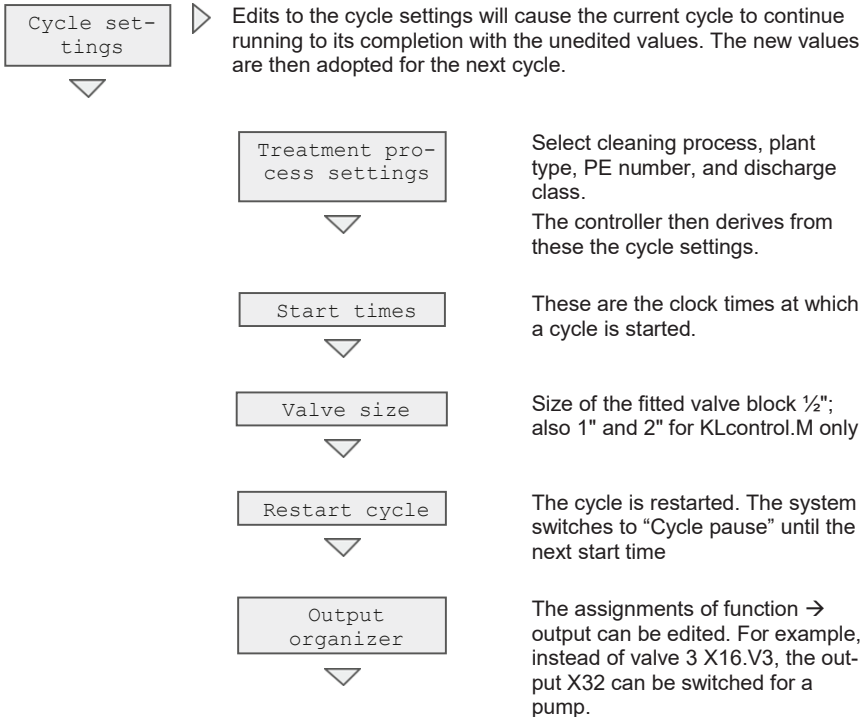 Cycle set-
tings
Edits to the cycle settings will cause the current cycle to continue
running to its completion with the unedited values. The new values
are then adopted for the next cycle.
Treatment pro-
cess settings
Select cleaning process, plant
type, PE number, and discharge
class.
The controller then derives from
these the cycle settings.
Start times
These are the clock times at which
a cycle is started.
Valve size
Size of the fitted valve block ½";
also 1" and 2" for KLcontrol.M only
Restart cycle
The cycle is restarted. The system
switches to “Cycle pause” until the
next start time
Output
organizer
The assignments of function →
output can be edited. For example,
instead of valve 3 X16.V3, the out-
put X32 can be switched for a
pump.